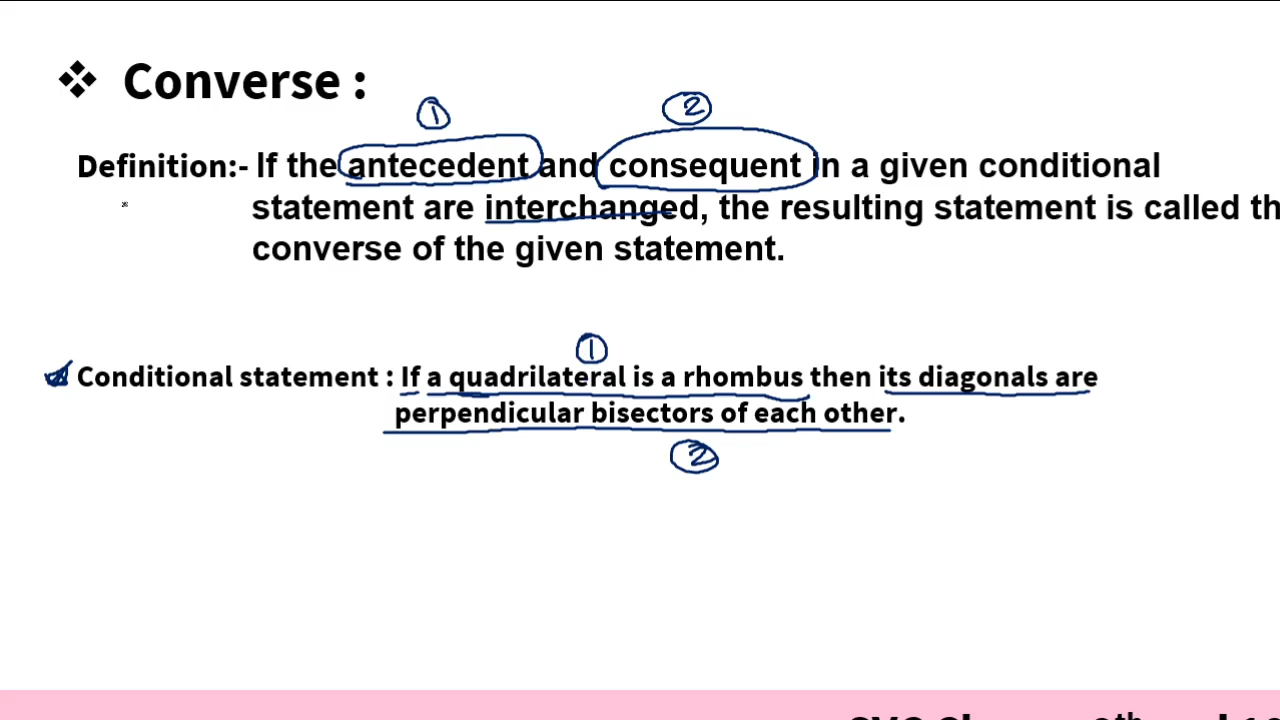 ❖ Converse :
① ②
Definition:- If the antecedent and consequent in a given conditional
statement are interchanged, the resulting statement is called th
converse of the given statement.
①
Conditional statement : If a quadrilateral is a rhombus then its diagonals are
perpendicular bisectors of each other.
②